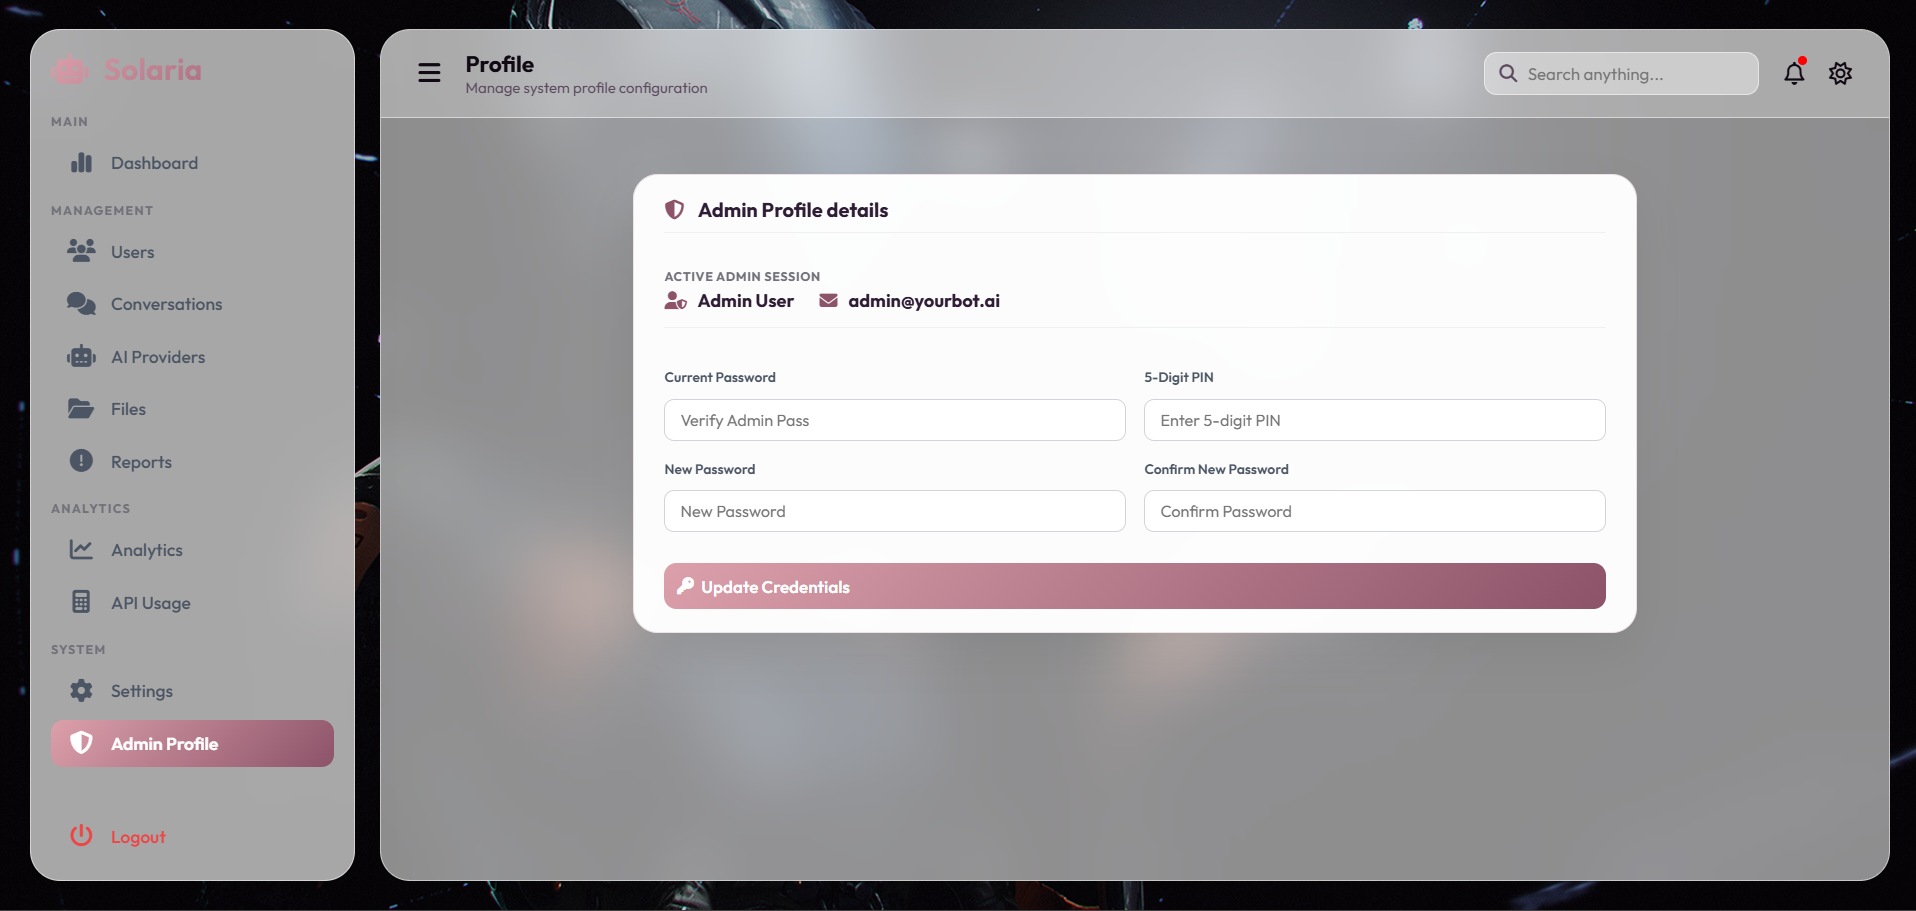 Solaria
MAIN
Dashboard
MANAGEMENT
Users
Conversations
AI Providers
Files
Reports
ANALYTICS
Analytics
API Usage
SYSTEM
Settings
Admin Profile
Logout
Profile
Manage system profile configuration
Search anything...
Admin Profile details
ACTIVE ADMIN SESSION
Admin User admin@yourbot.ai
Current Password
Verify Admin Pass
5-Digit PIN
Enter 5-digit PIN
New Password
New Password
Confirm New Password
Confirm Password
Update Credentials